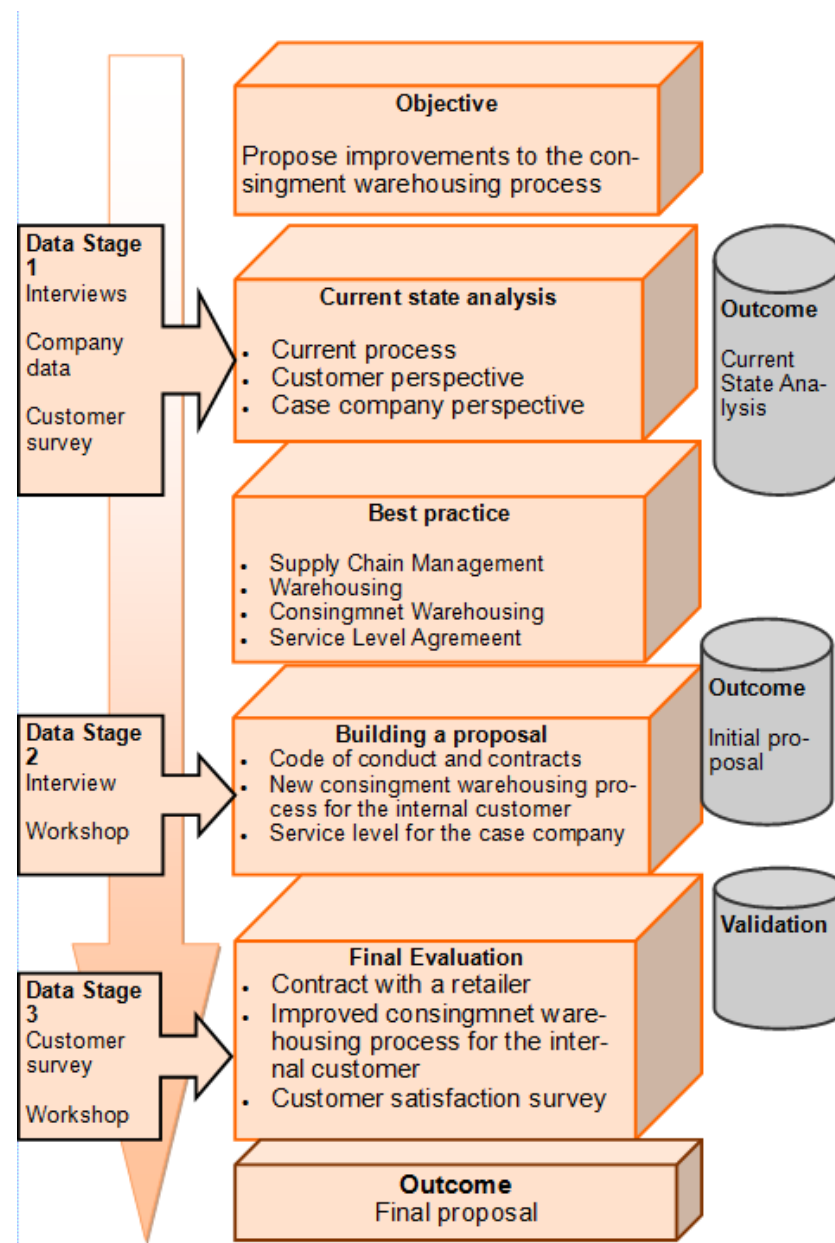 Objective
Propose improvements to the con-
singment warehousing process
Data Stage
1
Interviews
Company
data
Customer
survey
Current state analysis
• Current process
• Customer perspective
• Case company perspective
Outcome
Current
State Ana-
lysis
Best practice
• Supply Chain Management
• Warehousing
• Consingmnet Warehousing
• Service Level Agremeent
Data Stage
2
Interview
Workshop
Building a proposal
• Code of conduct and contracts
• New consingment warehousing pro-
cess for the internal customer
• Service level for the case company
Outcome
Initial pro-
posal
Data Stage
3
Customer
survey
Workshop
Final Evaluation
• Contract with a retailer
• Improved consingmnet ware-
housing process for the inter-
nal customer
• Customer satisfaction survey
Validation
Outcome
Final proposal